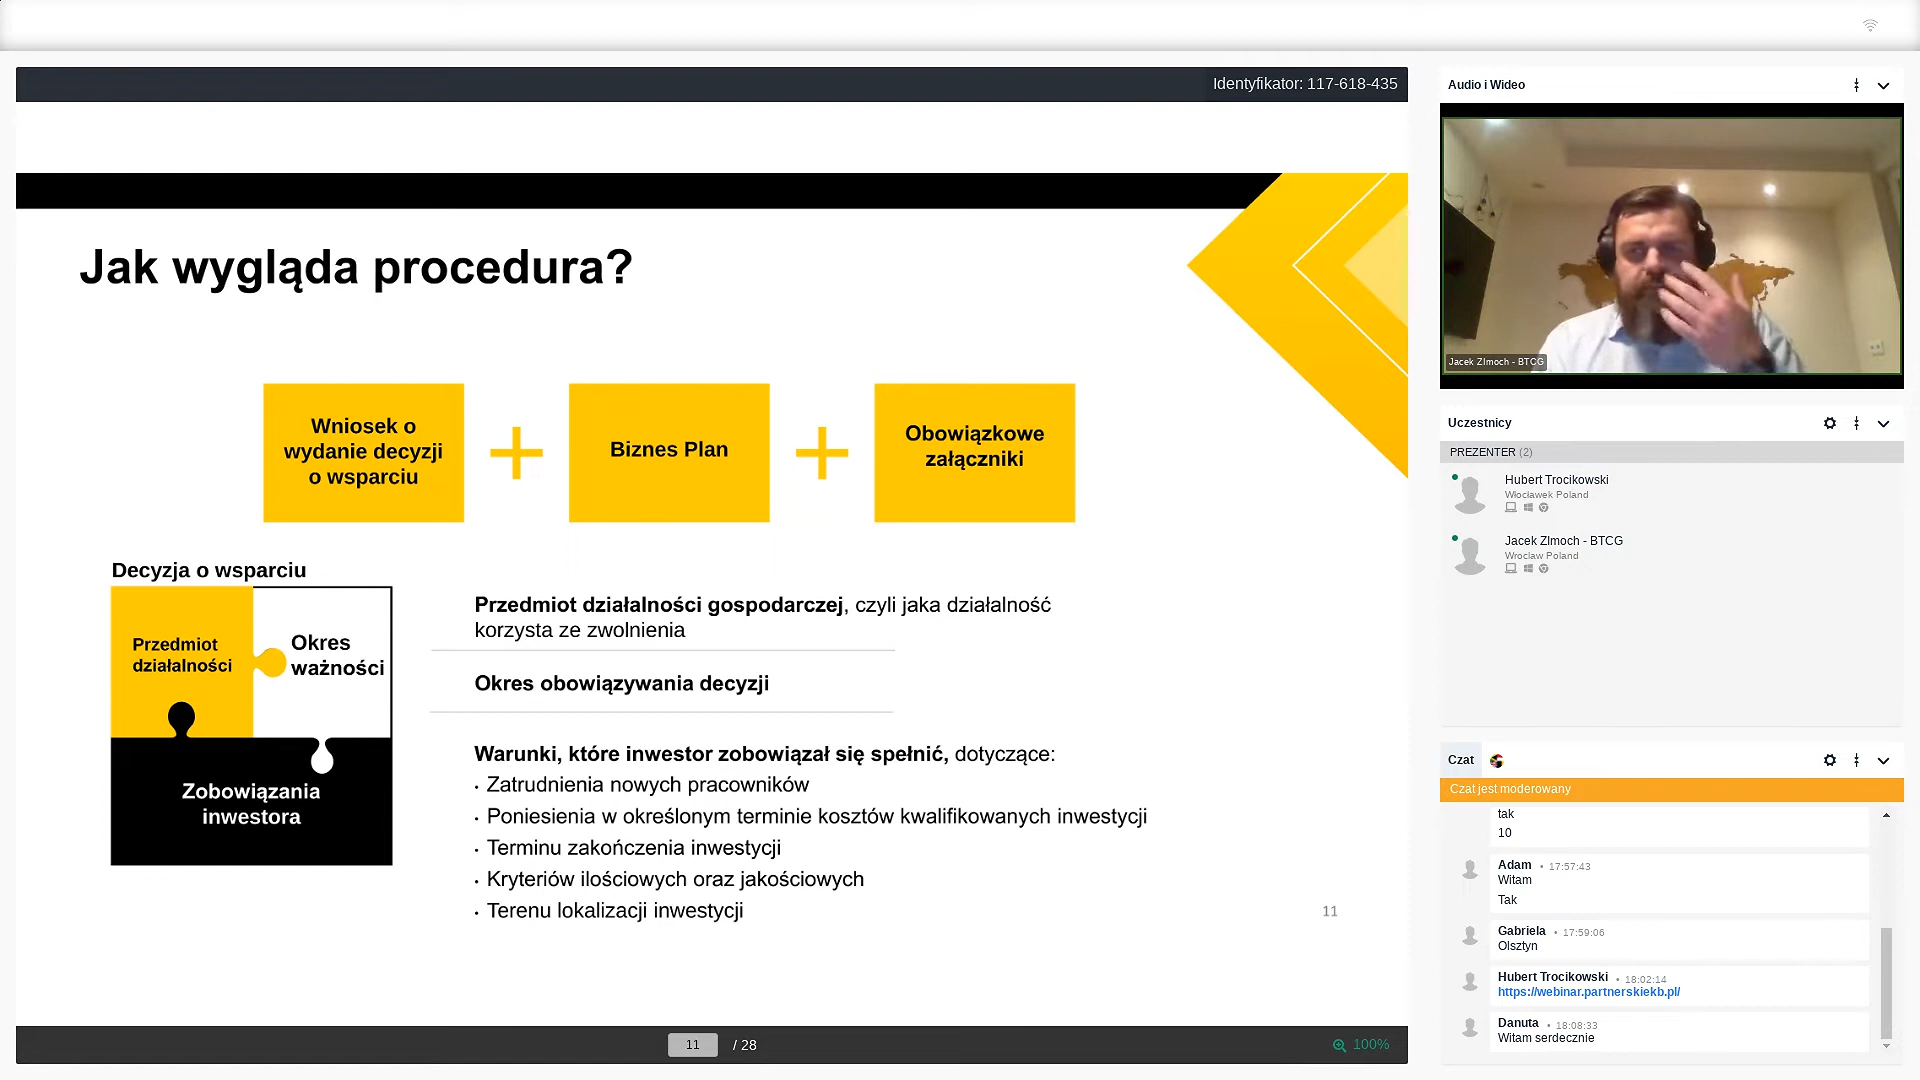 Identyfikator: 117-618-435
Jak wygląda procedura?
Wniosek o
wydanie decyzji
o wsparciu
Biznes Plan
Obowiązkowe
załączniki
Decyzja o wsparciu
Przedmiot
działalności
Okres
ważności
Zobowiązania
inwestora
Przedmiot działalności gospodarczej, czyli jaka działalność
korzysta ze zwolnienia
Okres obowiązywania decyzji
Warunki, które inwestor zobowiązał się spełnić, dotyczące:
• Zatrudnienia nowych pracowników
• Poniesienia w określonym terminie kosztów kwalifikowanych inwestycji
• Terminu zakończenia inwestycji
• Kryteriów ilościowych oraz jakościowych
• Terenu lokalizacji inwestycji
11
11 / 28
100%
Audio i Wideo
Jacek ZImoch - BTCG
Uczestnicy
PREZENTER (2)
Hubert Trocikowski
Włocławek Poland
Jacek ZImoch - BTCG
Wroclaw Poland
Czat
Czat jest moderowany
tak
10
Adam • 17:57:43
Witam
Tak
Gabriela • 17:59:06
Olsztyn
Hubert Trocikowski • 18:02:14
https://webinar.partnerskiekb.pl/
Danuta • 18:08:33
Witam serdecznie